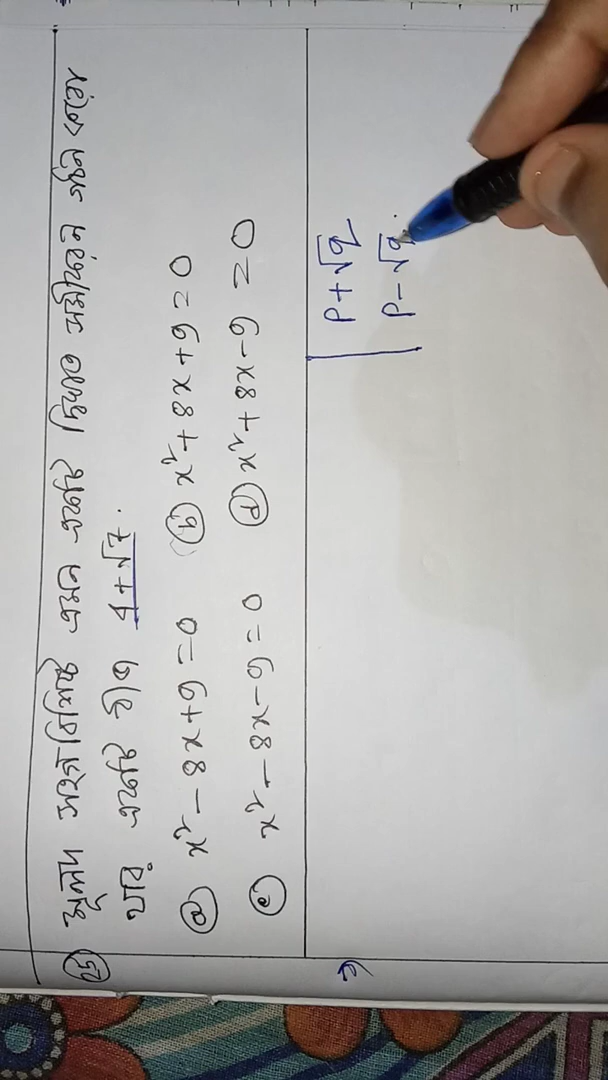 মূলদ সহগবিশিষ্ট এমন একটি দ্বিঘাত সমীকরণ গঠন করো
যার একটি বীজ 4+√7.
ⓐ x² - 8x + 9 = 0 ⓑ x² + 8x + 9 = 0
ⓒ x² - 8x - 9 = 0 ⓓ x² + 8x - 9 = 0
p + √q
p - √q.